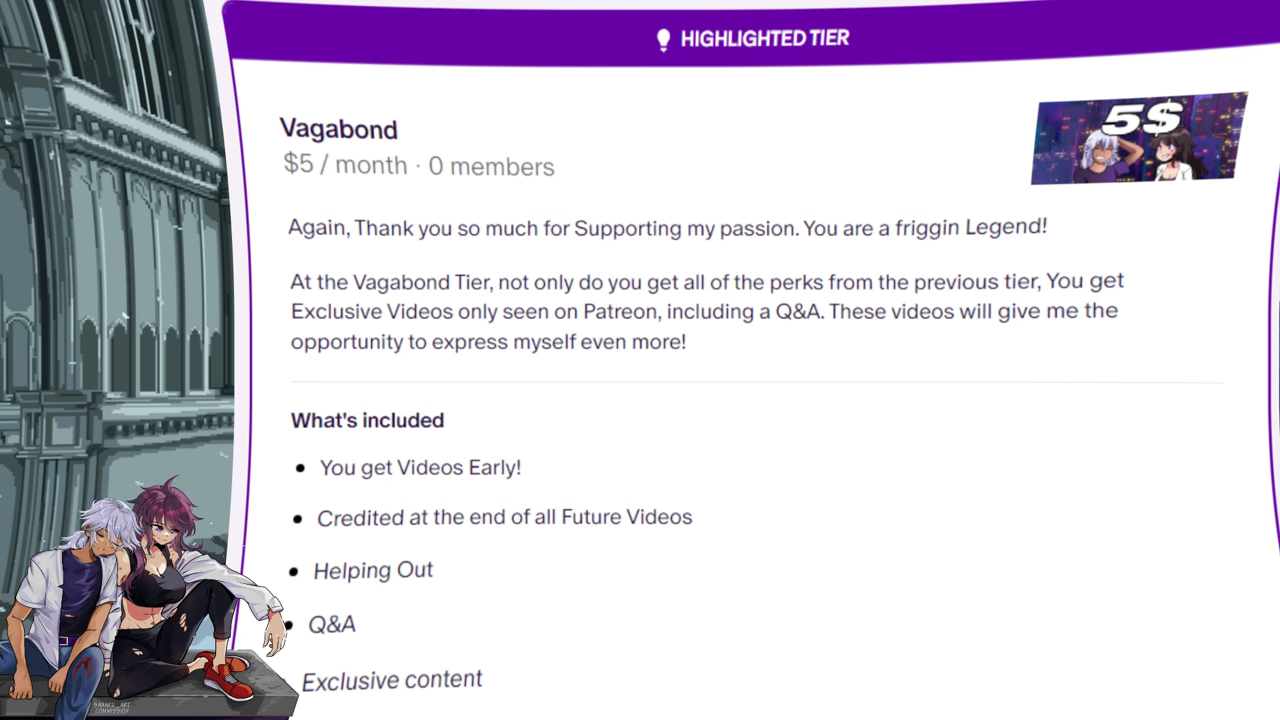 HIGHLIGHTED TIER
Vagabond
5$
$5 / month · 0 members
Again, Thank you so much for Supporting my passion. You are a friggin Legend!
At the Vagabond Tier, not only do you get all of the perks from the previous tier, You get
Exclusive Videos only seen on Patreon, including a Q&A. These videos will give me the
opportunity to express myself even more!
What's included
• You get Videos Early!
• Credited at the end of all Future Videos
• Helping Out
• Q&A
Exclusive content
SANAKU_ART
COMMISSION